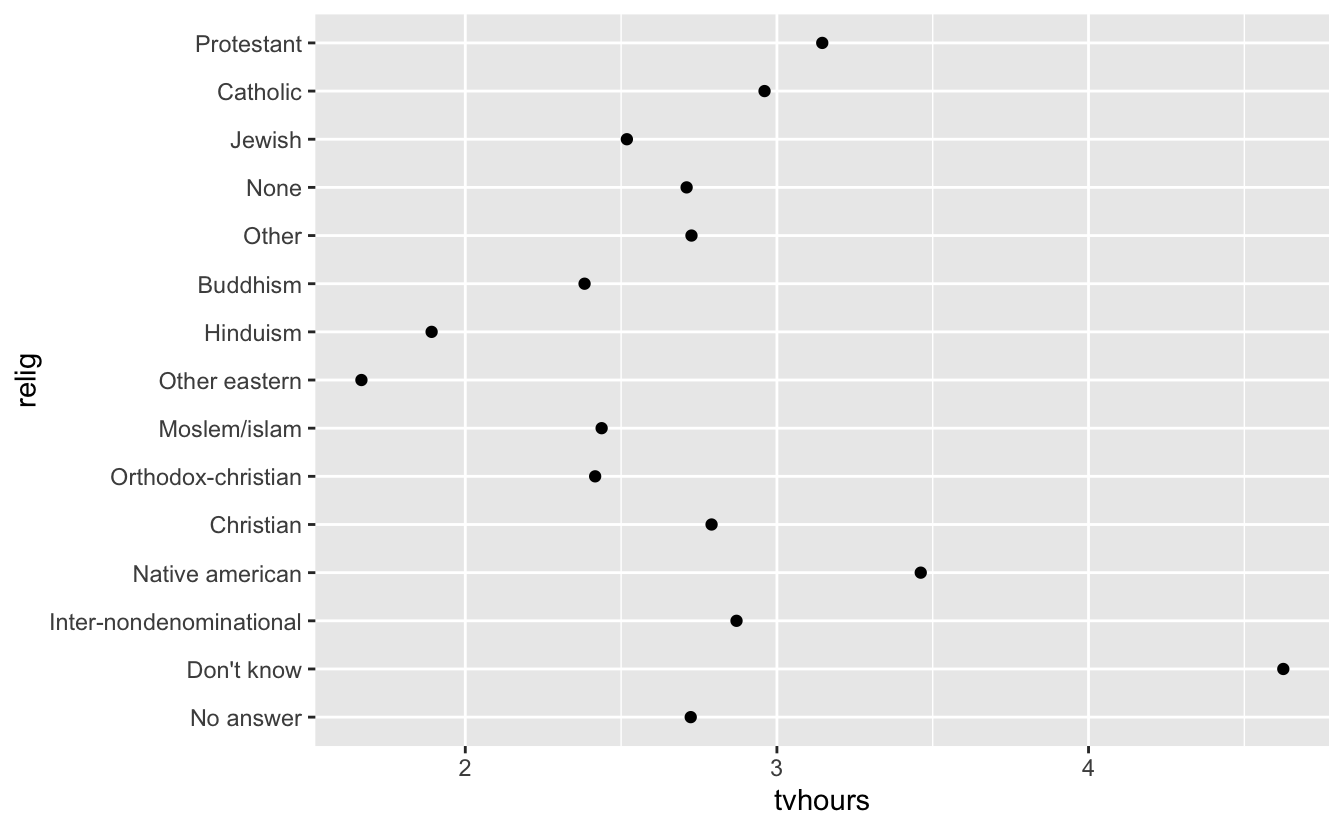 Protestant
Catholic
Jewish
None
Other
Buddhism
Hinduism
Other eastern
Moslem/islam
Orthodox-christian
Christian
Native american
Inter-nondenominational
Don't know
No answer
relig
2 3 4
tvhours